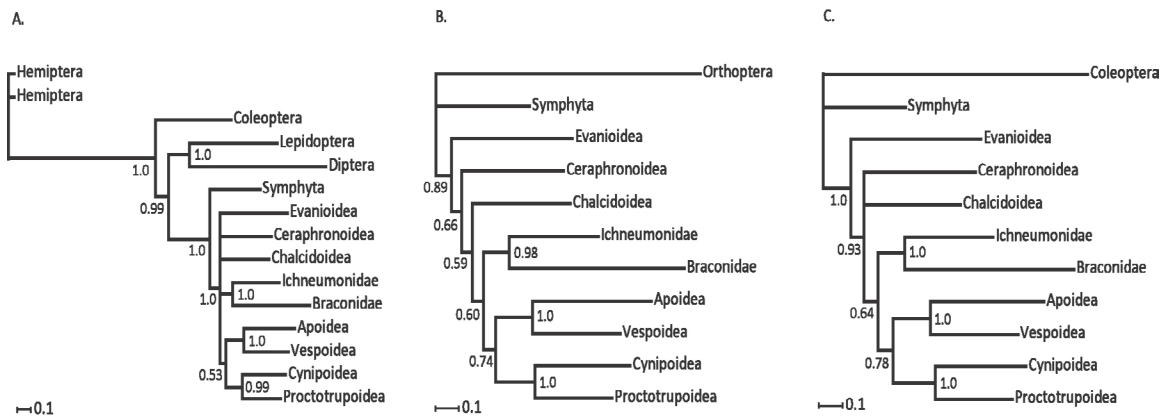 A.
Hemiptera
Hemiptera
Coleoptera
Lepidoptera
1.0
Diptera
1.0
Symphyta
0.99
Evanioidea
Ceraphronoidea
1.0
Chalcidoidea
Ichneumonidae
1.0
1.0
Braconidae
Apoidea
1.0
Vespoidea
0.53
Cynipoidea
0.99
Proctotrupoidea
0.1
B.
Orthoptera
Symphyta
Evanioidea
Ceraphronoidea
0.89
Chalcidoidea
0.66
Ichneumonidae
0.98
0.59
Braconidae
Apoidea
0.60
1.0
Vespoidea
0.74
Cynipoidea
1.0
Proctotrupoidea
0.1
C.
Coleoptera
Symphyta
Evanioidea
Ceraphronoidea
1.0
Chalcidoidea
Ichneumonidae
0.93
1.0
Braconidae
Apoidea
0.64
1.0
Vespoidea
0.78
Cynipoidea
1.0
Proctotrupoidea
0.1